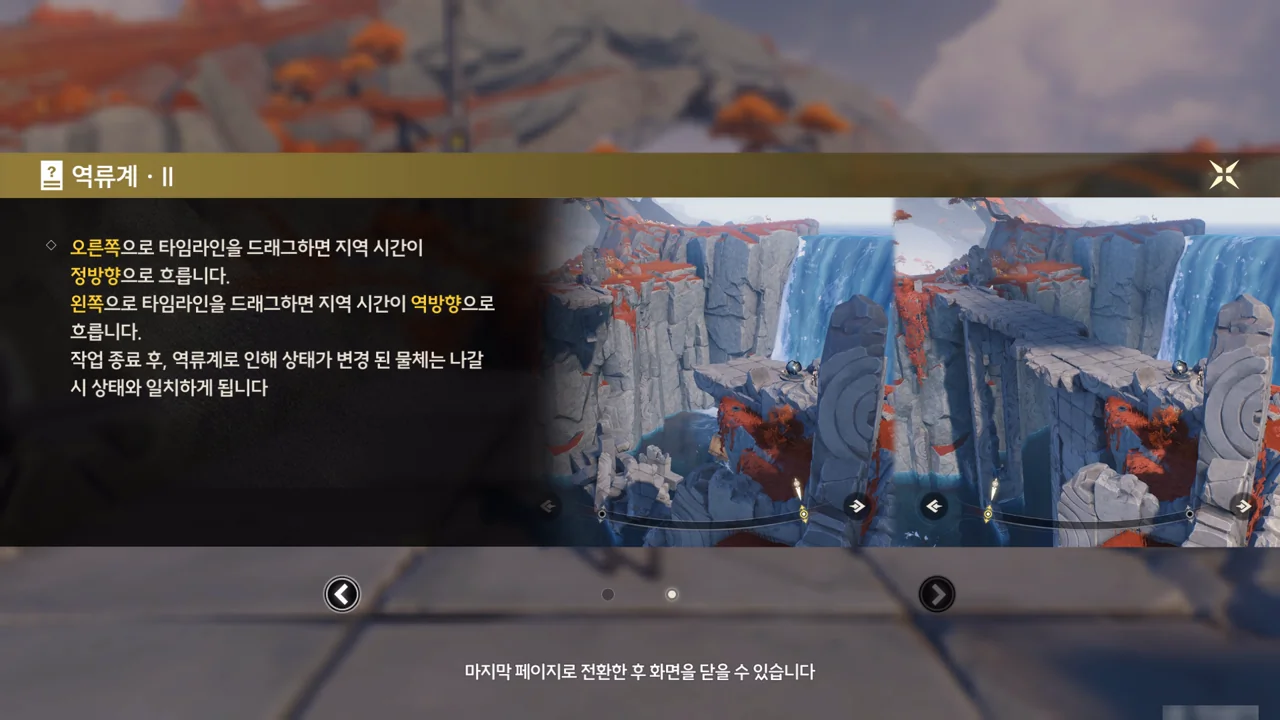 역류계 · II
오른쪽으로 타임라인을 드래그하면 지역 시간이
정방향으로 흐릅니다.
왼쪽으로 타임라인을 드래그하면 지역 시간이 역방향으로
흐릅니다.
작업 종료 후, 역류계로 인해 상태가 변경 된 물체는 나갈
시 상태와 일치하게 됩니다
마지막 페이지로 전환한 후 화면을 닫을 수 있습니다